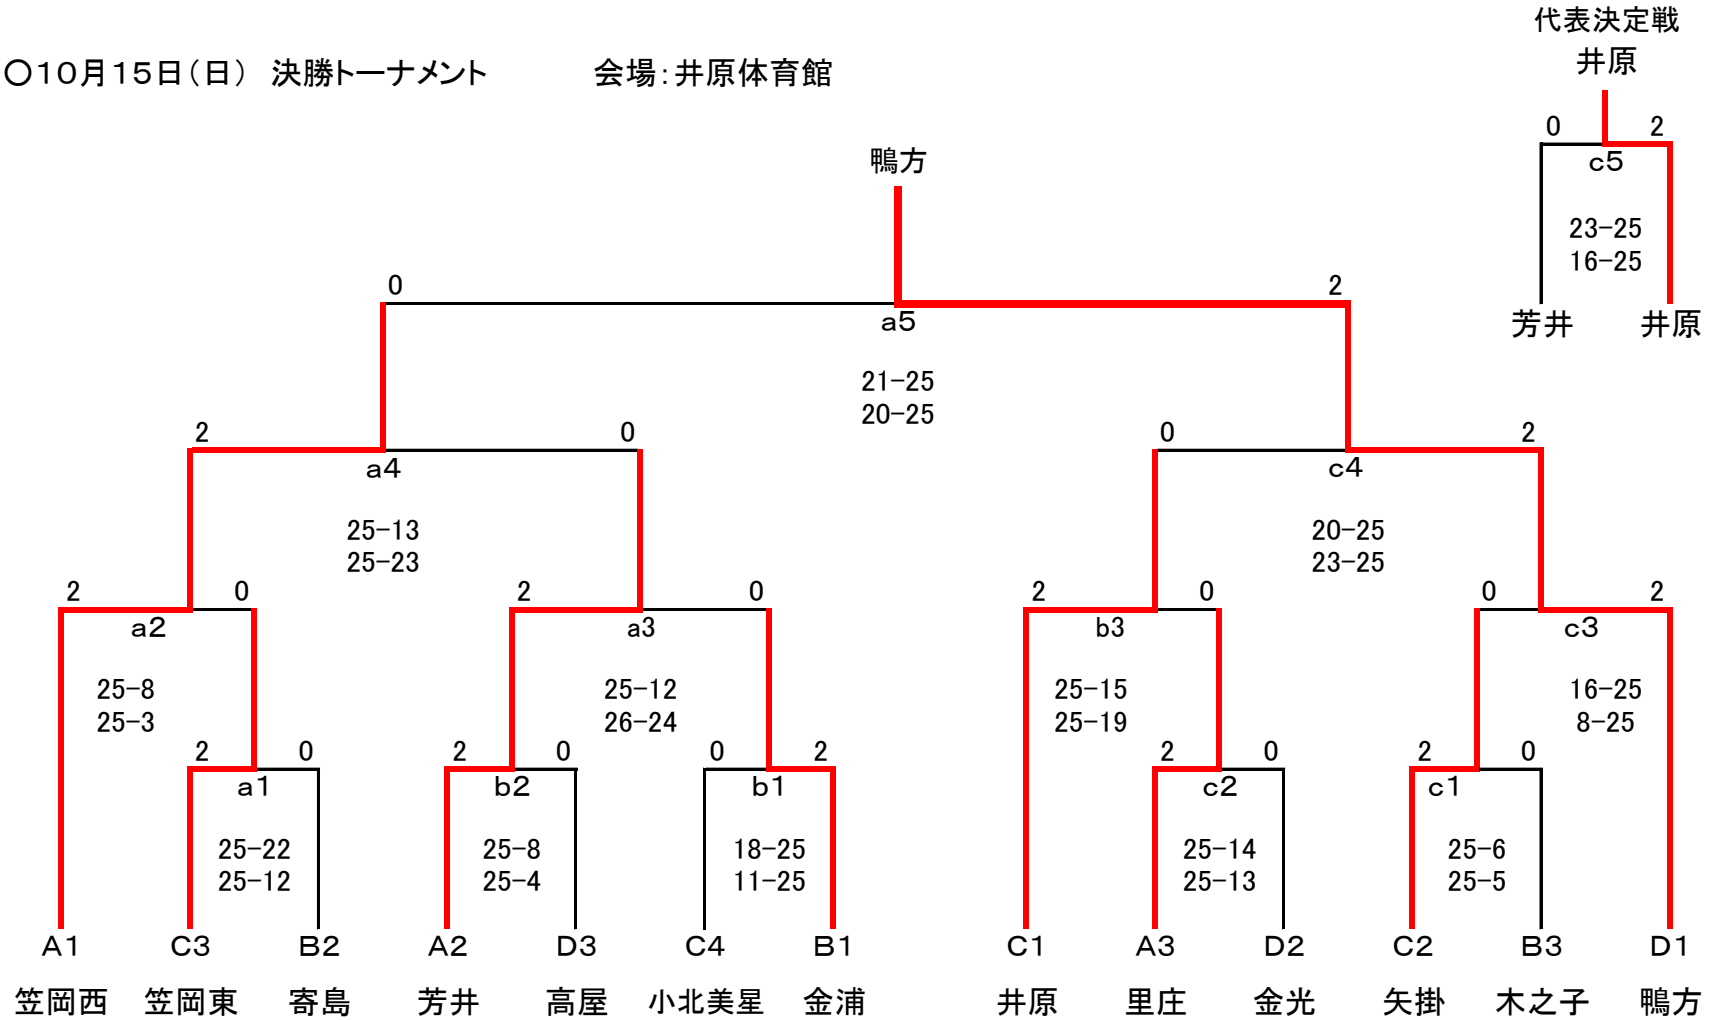 代表決定戦
井原
〇10月15日(日) 決勝トーナメント 会場:井原体育館
0 2
c5
鴨方
23-25
16-25
0 2
a5
芳井 井原
21-25
20-25
2 0 0 2
a4 c4
25-13 20-25
25-23 23-25
2 0 2 0 2 0 0 2
a2 a3 b3 c3
25-8 25-12 25-15 16-25
25-3 26-24 25-19 8-25
2 0 2 0 0 2 2 0 2 0
a1 b2 b1 c2 c1
25-22 25-8 18-25 25-14 25-6
25-12 25-4 11-25 25-13 25-5
A1 C3 B2 A2 D3 C4 B1 C1 A3 D2 C2 B3 D1
笠岡西 笠岡東 寄島 芳井 高屋 小北美星 金浦 井原 里庄 金光 矢掛 木之子 鴨方